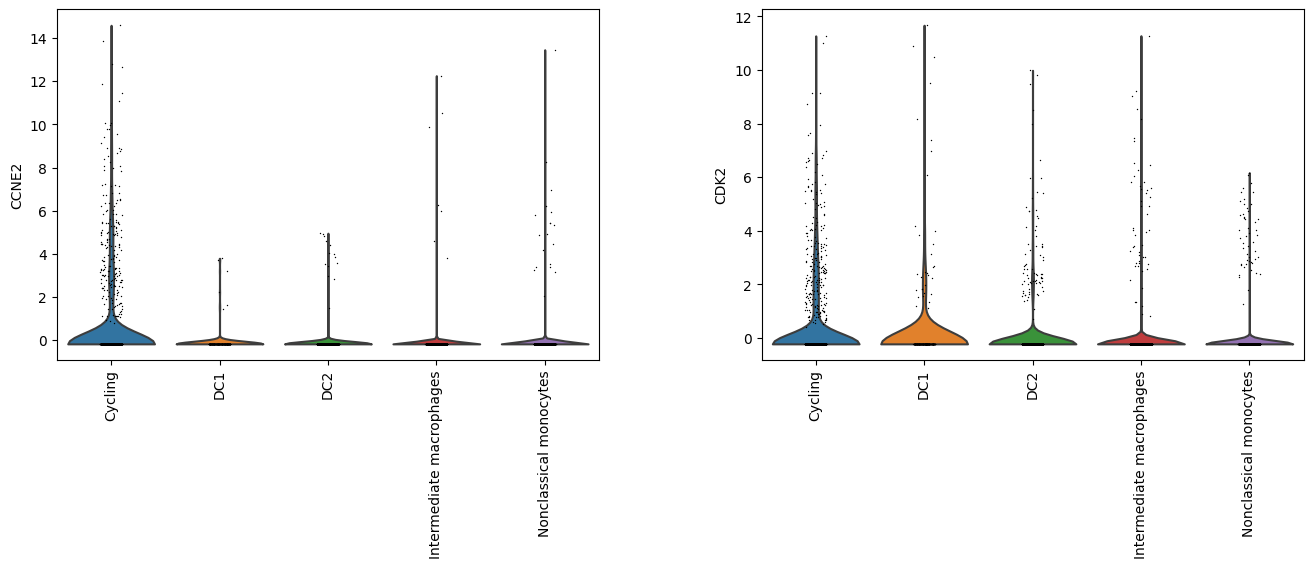 CCNE2
14
12
10
8
6
4
2
0
Cycling
DC1
DC2
Intermediate macrophages
Nonclassical monocytes
CDK2
12
10
8
6
4
2
0
Cycling
DC1
DC2
Intermediate macrophages
Nonclassical monocytes